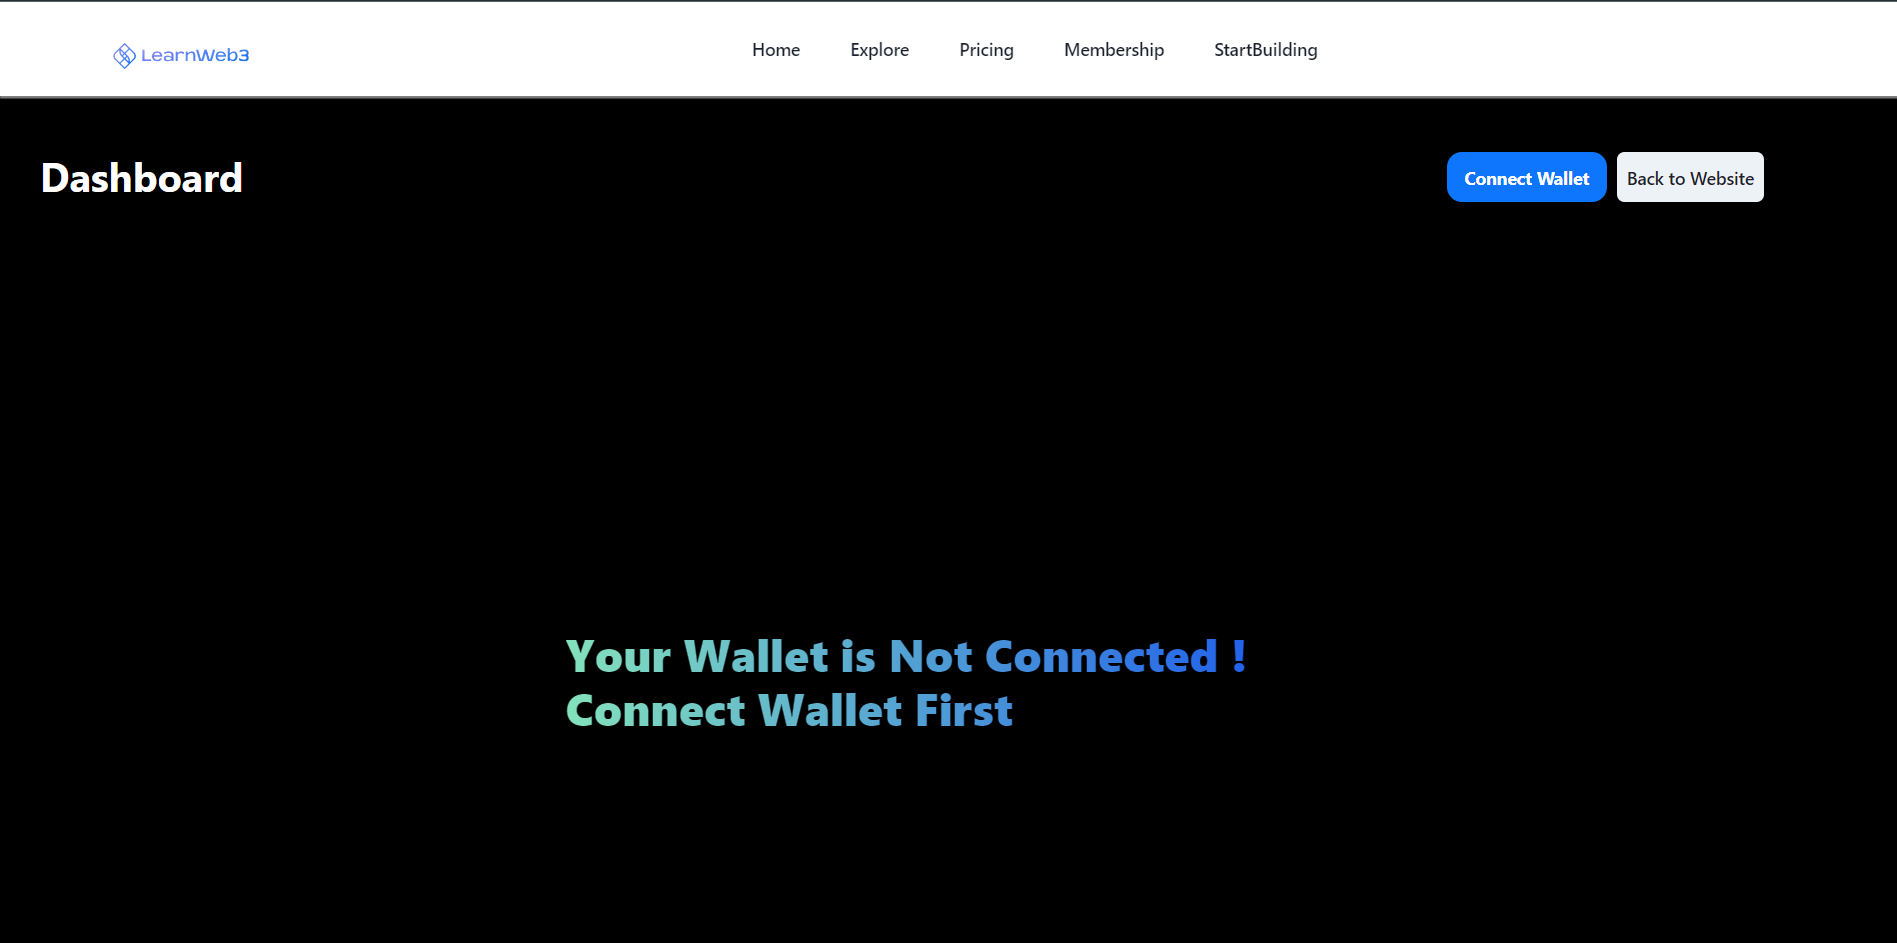 LearnWeb3
Home Explore Pricing Membership StartBuilding
Dashboard
Connect Wallet
Back to Website
Your Wallet is Not Connected !
Connect Wallet First